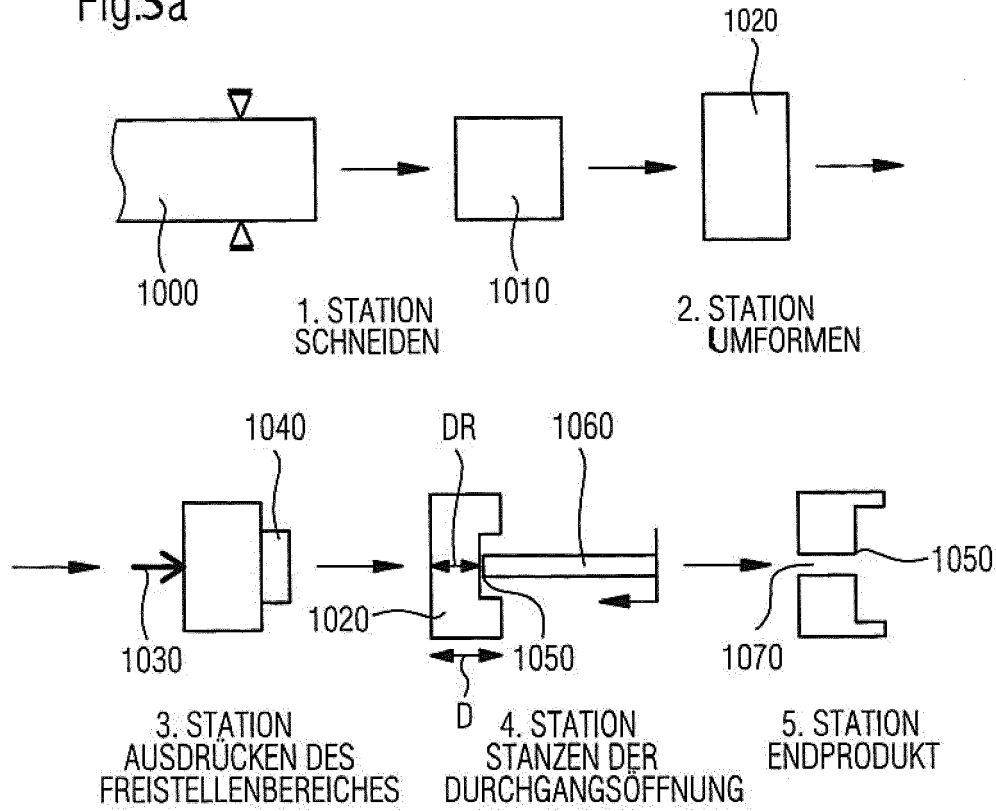 Fig.3a
1020
1000
1010
1. STATION
SCHNEIDEN
2. STATION
UMFORMEN
1040
DR
1060
1030
1020
1050
1070
1050
D
3. STATION
AUSDRÜCKEN DES
FREISTELLENBEREICHES
4. STATION
STANZEN DER
DURCHGANGSÖFFNUNG
5. STATION
ENDPRODUKT